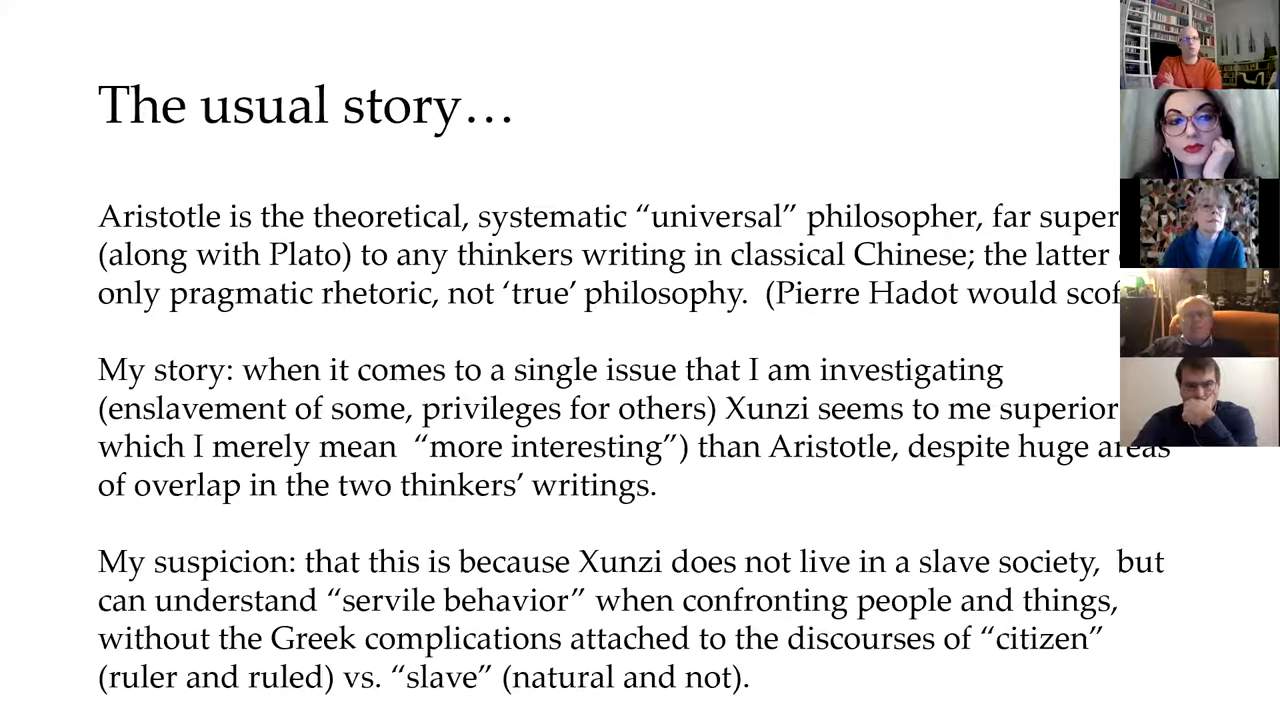 The usual story…
Aristotle is the theoretical, systematic “universal” philosopher, far super
(along with Plato) to any thinkers writing in classical Chinese; the latter
only pragmatic rhetoric, not ‘true’ philosophy.  (Pierre Hadot would scof
My story: when it comes to a single issue that I am investigating
(enslavement of some, privileges for others) Xunzi seems to me superior
which I merely mean  “more interesting”) than Aristotle, despite huge areas
of overlap in the two thinkers’ writings.
My suspicion: that this is because Xunzi does not live in a slave society,  but
can understand “servile behavior” when confronting people and things,
without the Greek complications attached to the discourses of “citizen”
(ruler and ruled) vs. “slave” (natural and not).